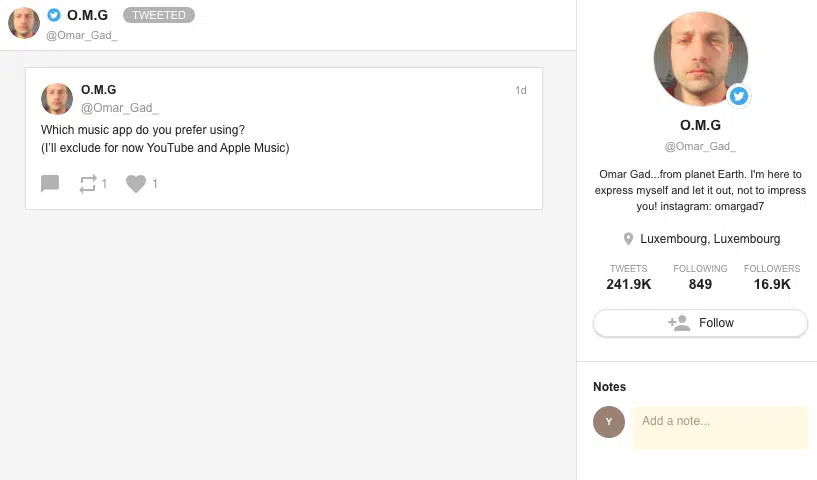 O.M.G TWEETED
@Omar_Gad_
O.M.G 1d
@Omar_Gad_
Which music app do you prefer using?
(I'll exclude for now YouTube and Apple Music)
1 1
O.M.G
@Omar_Gad_
Omar Gad...from planet Earth. I'm here to
express myself and let it out, not to impress
you! instagram: omargad7
Luxembourg, Luxembourg
TWEETS FOLLOWING FOLLOWERS
241.9K 849 16.9K
Follow
Notes
Y Add a note...